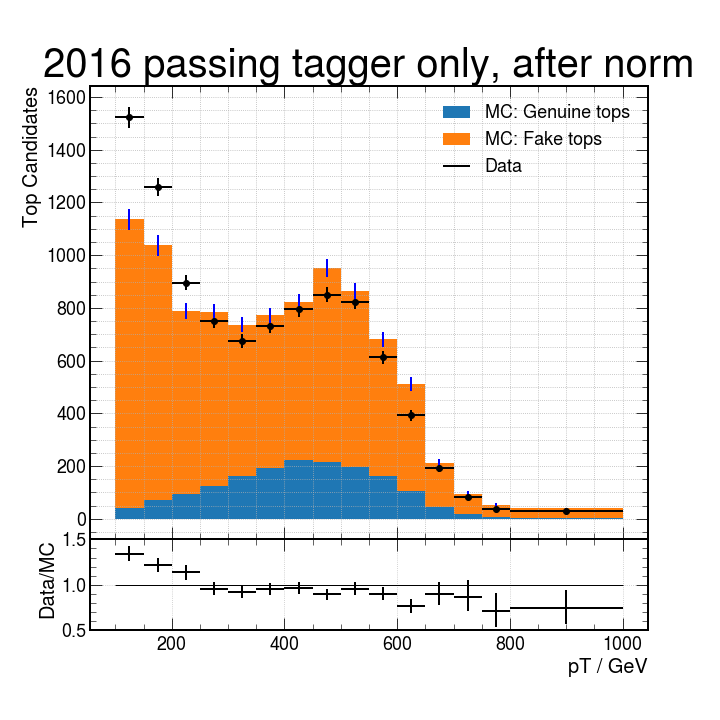 2016 passing tagger only, after norm
Top Candidates
1600
1400
1200
1000
800
600
400
200
0
MC: Genuine tops
MC: Fake tops
Data
Data/MC
1.5
1.0
0.5
200
400
600
800
1000
pT / GeV